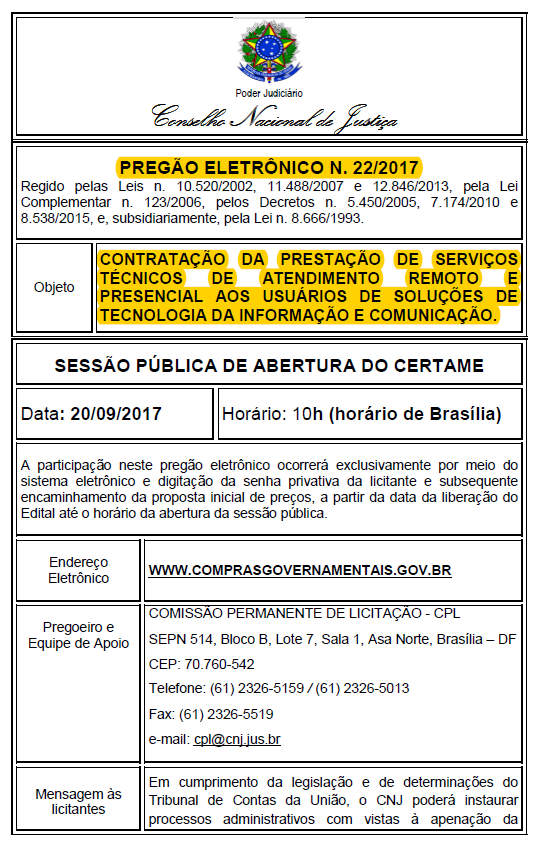 Poder Judiciário
Conselho Nacional de Justiça
PREGÃO ELETRÔNICO N. 22/2017
Regido pelas Leis n. 10.520/2002, 11.488/2007 e 12.846/2013, pela Lei
Complementar n. 123/2006, pelos Decretos n. 5.450/2005, 7.174/2010 e
8.538/2015, e, subsidiariamente, pela Lei n. 8.666/1993.
Objeto
CONTRATAÇÃO DA PRESTAÇÃO DE SERVIÇOS
TÉCNICOS DE ATENDIMENTO REMOTO E
PRESENCIAL AOS USUÁRIOS DE SOLUÇÕES DE
TECNOLOGIA DA INFORMAÇÃO E COMUNICAÇÃO.
SESSÃO PÚBLICA DE ABERTURA DO CERTAME
Data: 20/09/2017
Horário: 10h (horário de Brasília)
A participação neste pregão eletrônico ocorrerá exclusivamente por meio do
sistema eletrônico e digitação da senha privativa da licitante e subsequente
encaminhamento da proposta inicial de preços, a partir da data da liberação do
Edital até o horário da abertura da sessão pública.
Endereço
Eletrônico
WWW.COMPRASGOVERNAMENTAIS.GOV.BR
Pregoeiro e
Equipe de Apoio
COMISSÃO PERMANENTE DE LICITAÇÃO - CPL
SEPN 514, Bloco B, Lote 7, Sala 1, Asa Norte, Brasília – DF
CEP: 70.760-542
Telefone: (61) 2326-5159 / (61) 2326-5013
Fax: (61) 2326-5519
e-mail: cpl@cnj.jus.br
Mensagem às
licitantes
Em cumprimento da legislação e de determinações do
Tribunal de Contas da União, o CNJ poderá instaurar
processos administrativos com vistas à apenação da